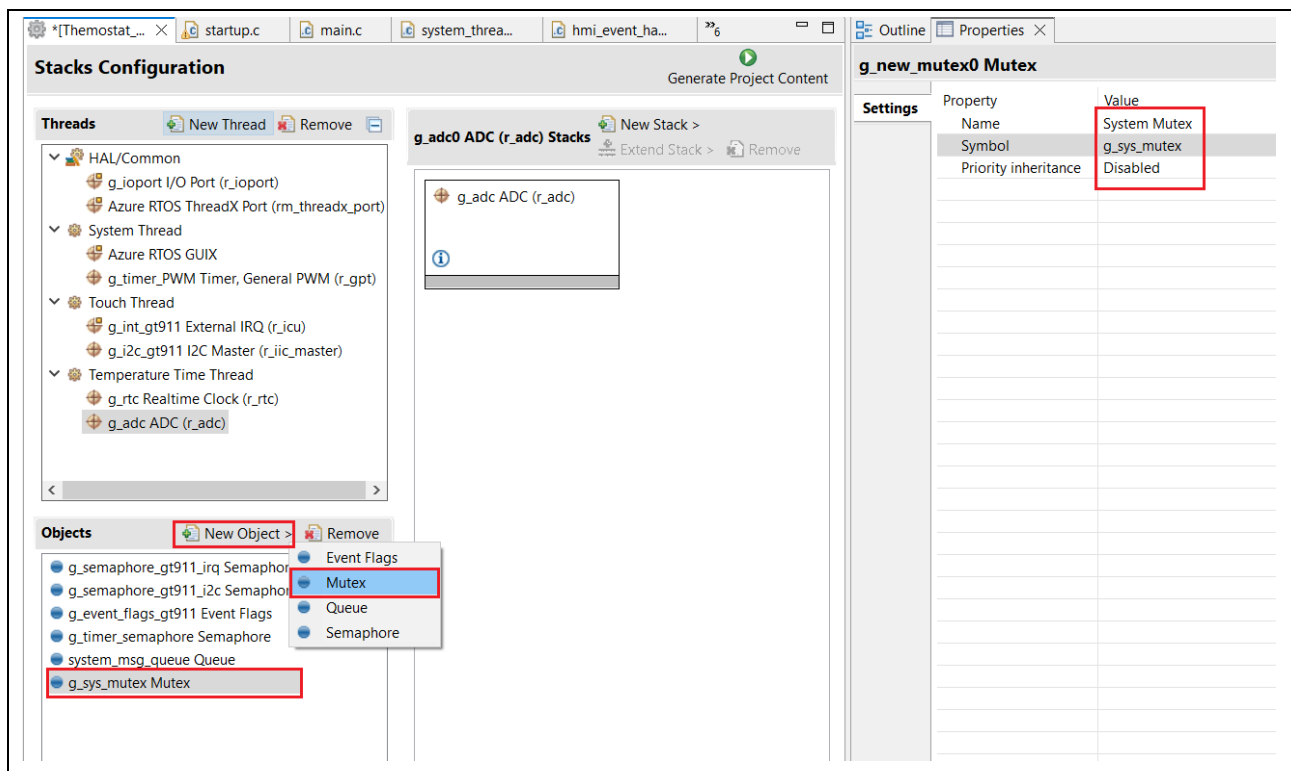 *[Themostat_...
startup.c
main.c
system_threa...
hmi_event_ha...
»6
Stacks Configuration
Generate Project Content
Threads
New Thread
Remove
HAL/Common
g_ioport I/O Port (r_ioport)
Azure RTOS ThreadX Port (rm_threadx_port)
System Thread
Azure RTOS GUIX
g_timer_PWM Timer, General PWM (r_gpt)
Touch Thread
g_int_gt911 External IRQ (r_icu)
g_i2c_gt911 I2C Master (r_iic_master)
Temperature Time Thread
g_rtc Realtime Clock (r_rtc)
g_adc ADC (r_adc)
g_adc0 ADC (r_adc) Stacks
New Stack >
Extend Stack >
Remove
g_adc ADC (r_adc)
Objects
New Object >
Remove
g_semaphore_gt911_irq Semaphor
g_semaphore_gt911_i2c Semaphor
g_event_flags_gt911 Event Flags
g_timer_semaphore Semaphore
system_msg_queue Queue
g_sys_mutex Mutex
Event Flags
Mutex
Queue
Semaphore
Outline
Properties
g_new_mutex0 Mutex
Settings
Property Value
Name System Mutex
Symbol g_sys_mutex
Priority inheritance Disabled